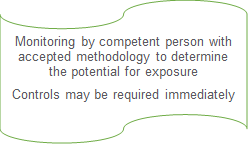 Monitoring by competent person with
accepted methodology to determine
the potential for exposure
Controls may be required immediately